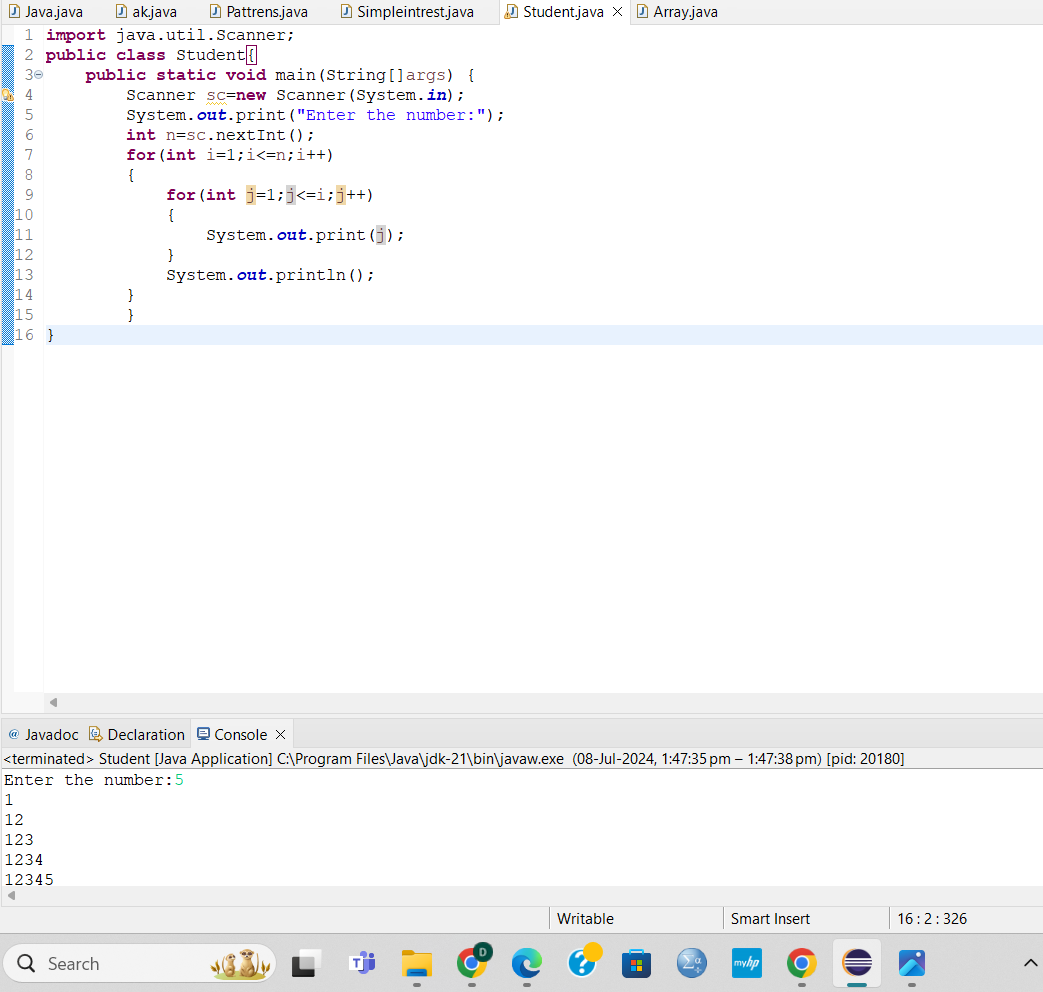 Java.java ak.java Pattrens.java Simpleintrest.java Student.java Array.java
1 import java.util.Scanner;
2 public class Student{
3 public static void main(String[]args) {
4 Scanner sc=new Scanner(System.in);
5 System.out.print("Enter the number:");
6 int n=sc.nextInt();
7 for(int i=1;i<=n;i++)
8 {
9 for(int j=1;j<=i;j++)
10 {
11 System.out.print(j);
12 }
13 System.out.println();
14 }
15 }
16 }
@ Javadoc Declaration Console
<terminated> Student [Java Application] C:\Program Files\Java\jdk-21\bin\javaw.exe (08-Jul-2024, 1:47:35 pm – 1:47:38 pm) [pid: 20180]
Enter the number:5
1
12
123
1234
12345
Writable Smart Insert 16 : 2 : 326
Search D myhp